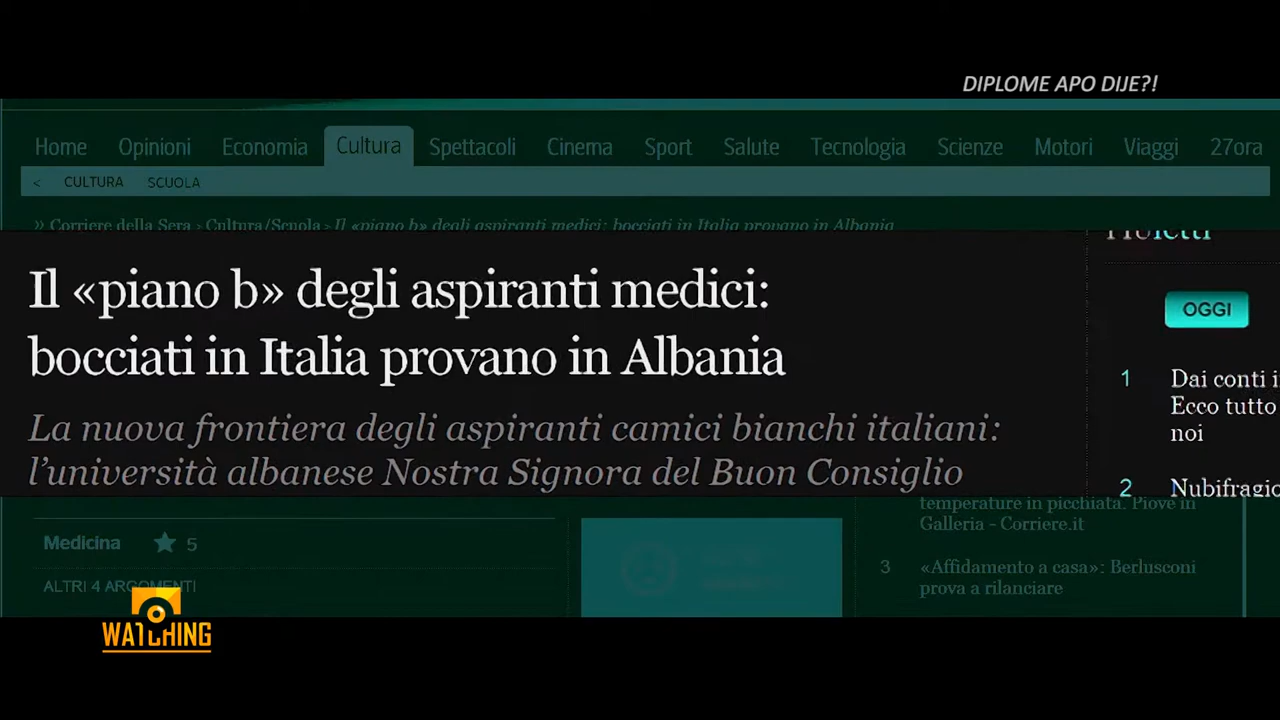 DIPLOME APO DIJE?!
Home Opinioni Economia Cultura Spettacoli Cinema Sport Salute Tecnologia Scienze Motori Viaggi 27ora
< CULTURA SCUOLA
» Corriere della Sera > Cultura/Scuola > Il «piano b» degli aspiranti medici: bocciati in Italia provano in Albania
Il «piano b» degli aspiranti medici:
bocciati in Italia provano in Albania
La nuova frontiera degli aspiranti camici bianchi italiani:
l'università albanese Nostra Signora del Buon Consiglio
OGGI
1 Dai conti i
Ecco tutto
noi
2 Nubifragio
temperature in picchiata. Piove in
Galleria - Corriere.it
3 «Affidamento a casa»: Berlusconi
prova a rilanciare
Medicina 5
ALTRI 4 ARGOMENTI
WATCHING